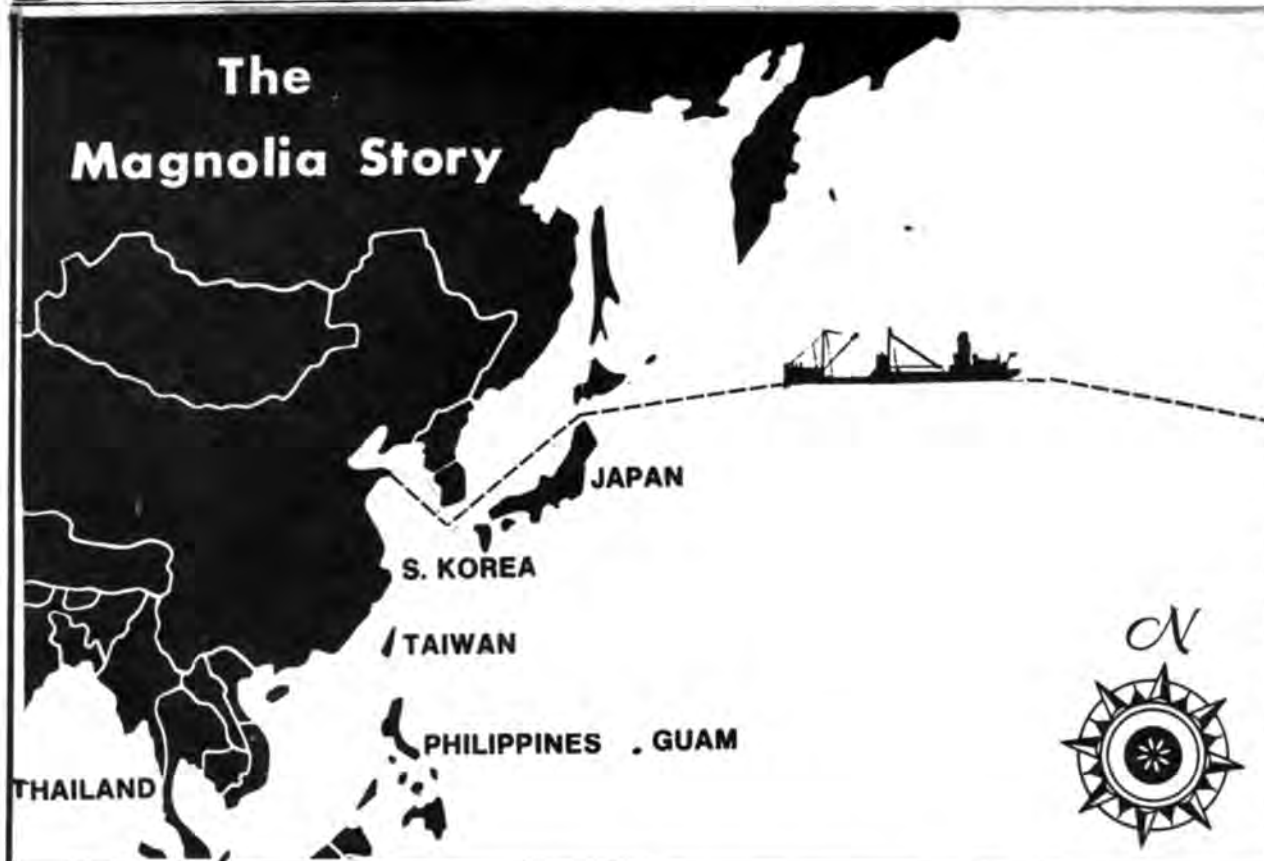 The
Magnolia Story
JAPAN
S. KOREA
TAIWAN
PHILIPPINES . GUAM
THAILAND
N